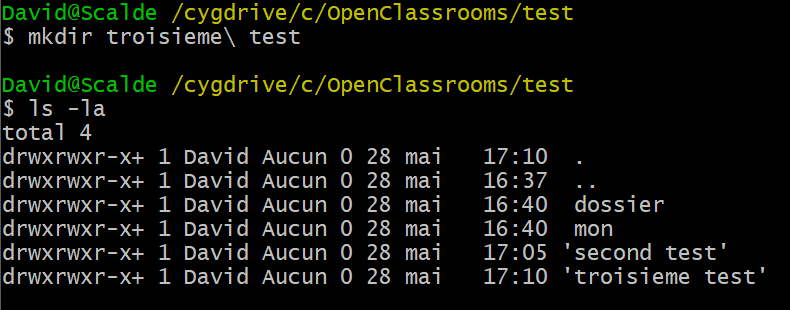 David@Scalde /cygdrive/c/OpenClassrooms/test
$ mkdir troisieme\ test

David@Scalde /cygdrive/c/OpenClassrooms/test
$ ls -la
total 4
drwxrwxr-x+ 1 David Aucun 0 28 mai   17:10  .
drwxrwxr-x+ 1 David Aucun 0 28 mai   16:37  ..
drwxrwxr-x+ 1 David Aucun 0 28 mai   16:40  dossier
drwxrwxr-x+ 1 David Aucun 0 28 mai   16:40  mon
drwxrwxr-x+ 1 David Aucun 0 28 mai   17:05 'second test'
drwxrwxr-x+ 1 David Aucun 0 28 mai   17:10 'troisieme test'